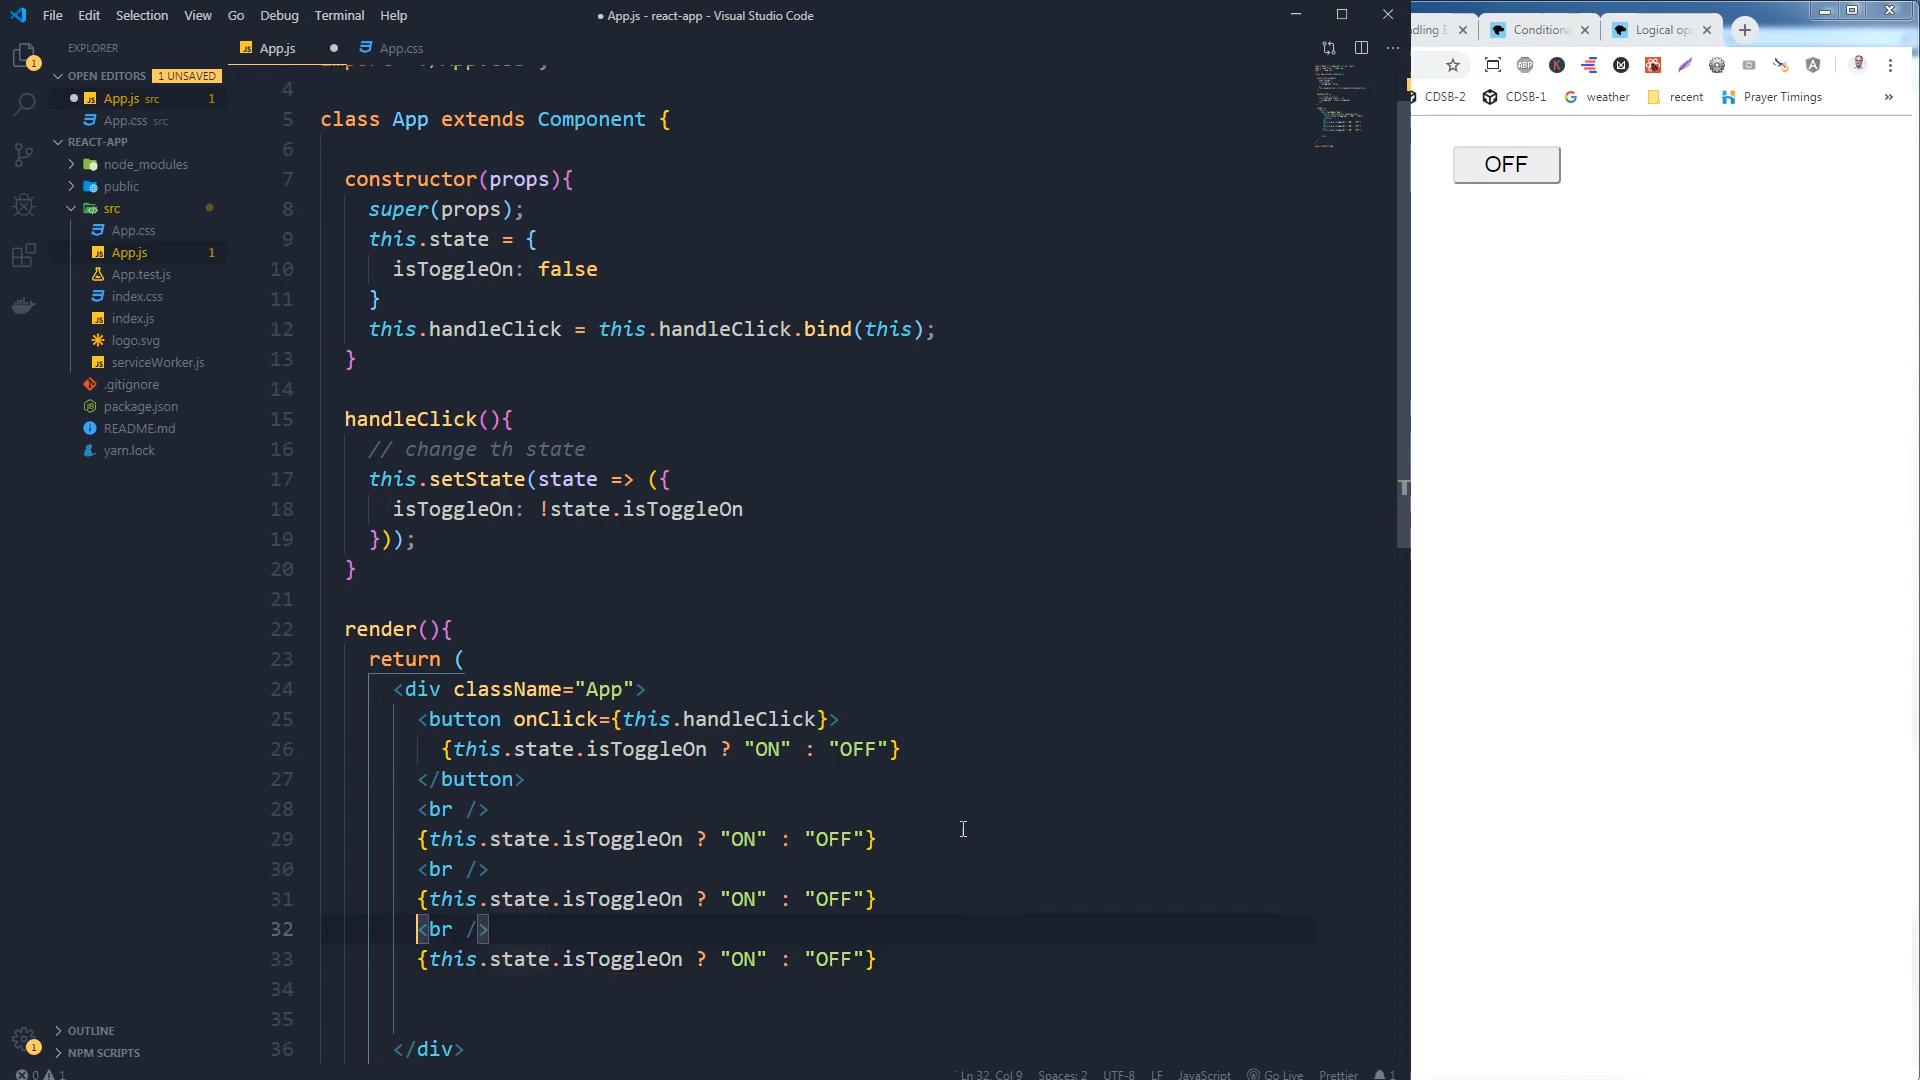 File Edit Selection View Go Debug Terminal Help
● App.js - react-app - Visual Studio Code
EXPLORER
OPEN EDITORS 1 UNSAVED
App.js src 1
App.css src
REACT-APP
node_modules
public
src
App.css
App.js 1
App.test.js
index.css
index.js
logo.svg
serviceWorker.js
.gitignore
package.json
README.md
yarn.lock
OUTLINE
NPM SCRIPTS
1
1
0 1
App.js
App.css
4
5 class App extends Component {
6
7 constructor(props){
8 super(props);
9 this.state = {
10 isToggleOn: false
11 }
12 this.handleClick = this.handleClick.bind(this);
13 }
14
15 handleClick(){
16 // change th state
17 this.setState(state => ({
18 isToggleOn: !state.isToggleOn
19 }));
20 }
21
22 render(){
23 return (
24 <div className="App">
25 <button onClick={this.handleClick}>
26 {this.state.isToggleOn ? "ON" : "OFF"}
27 </button>
28 <br />
29 {this.state.isToggleOn ? "ON" : "OFF"}
30 <br />
31 {this.state.isToggleOn ? "ON" : "OFF"}
32 <br />
33 {this.state.isToggleOn ? "ON" : "OFF"}
34
35
36 </div>
Ln 32, Col 9 Spaces: 2 UTF-8 LF JavaScript Go Live Prettier 1
dling E Conditiona Logical op
ABP K A
CDSB-2 CDSB-1 weather recent Prayer Timings »
OFF